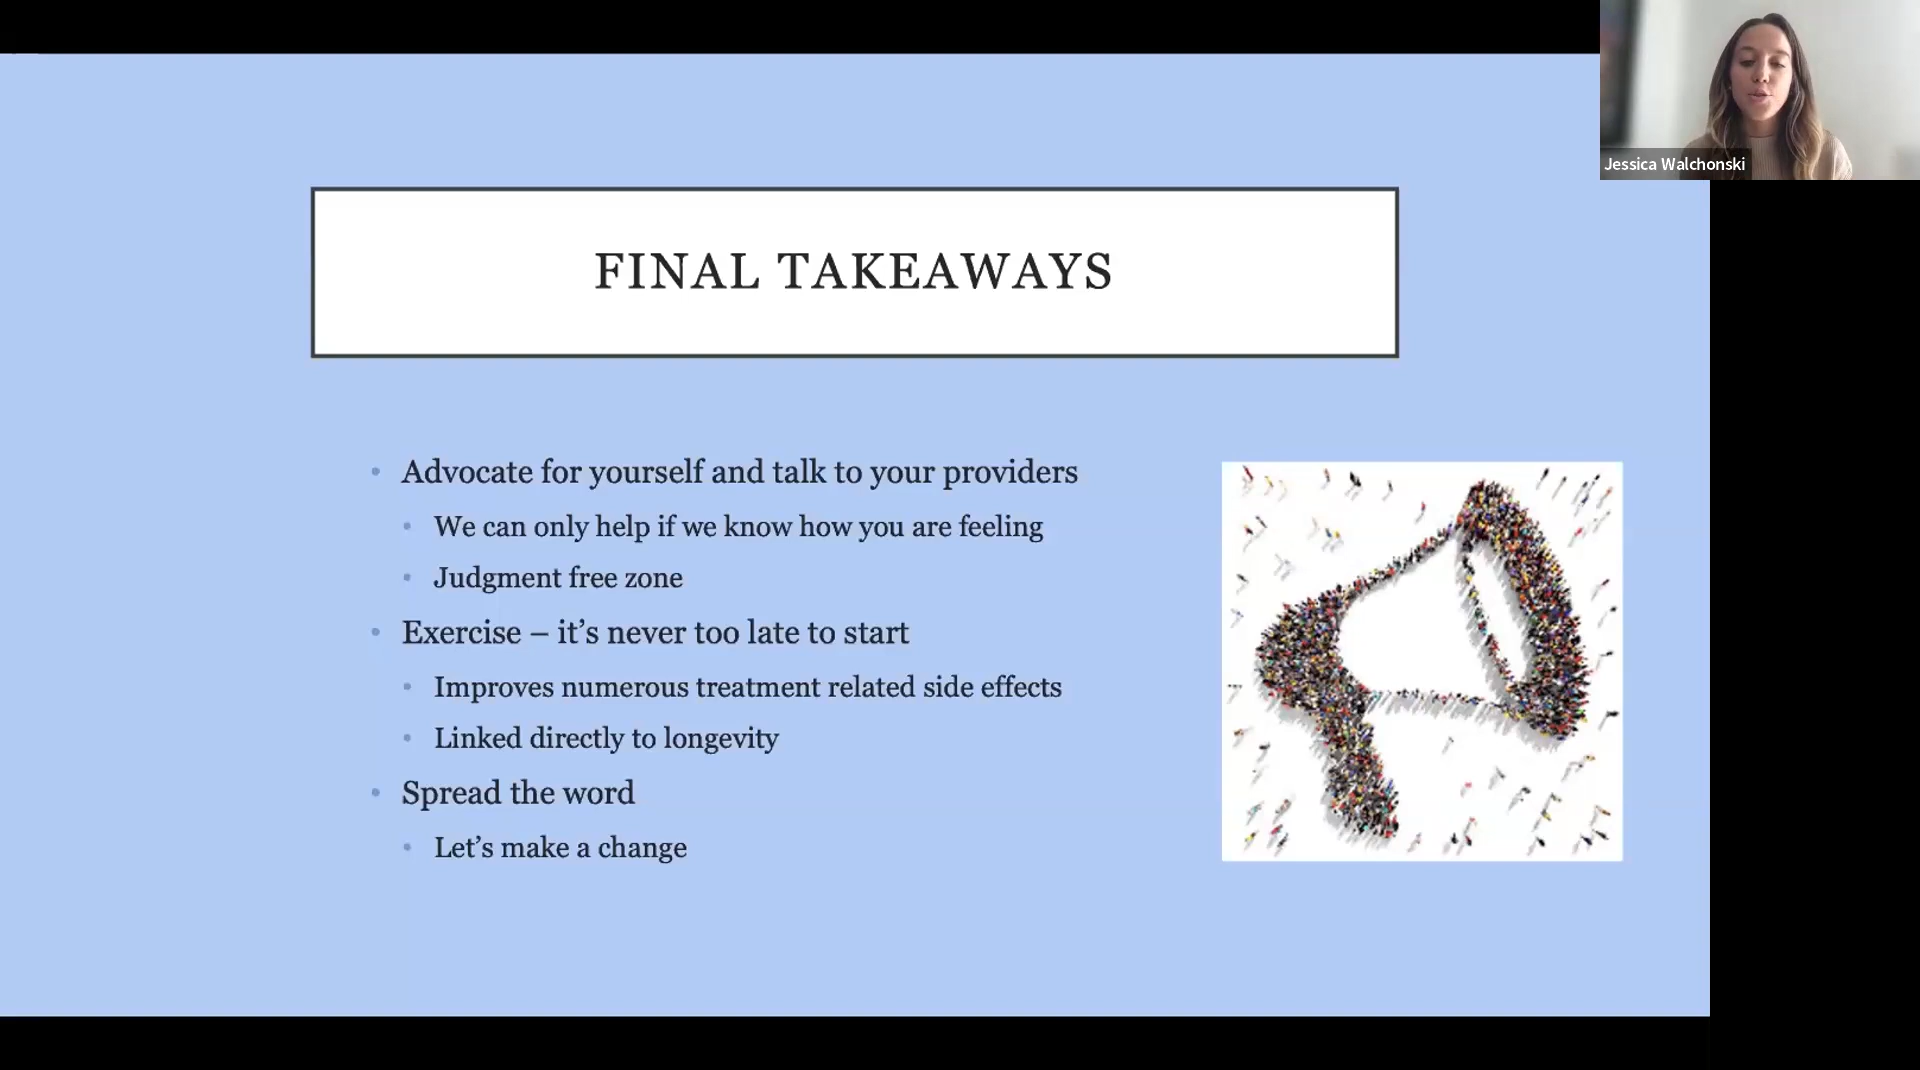 Jessica Walchonski
FINAL TAKEAWAYS
• Advocate for yourself and talk to your providers
• We can only help if we know how you are feeling
• Judgment free zone
• Exercise – it’s never too late to start
• Improves numerous treatment related side effects
• Linked directly to longevity
• Spread the word
• Let’s make a change